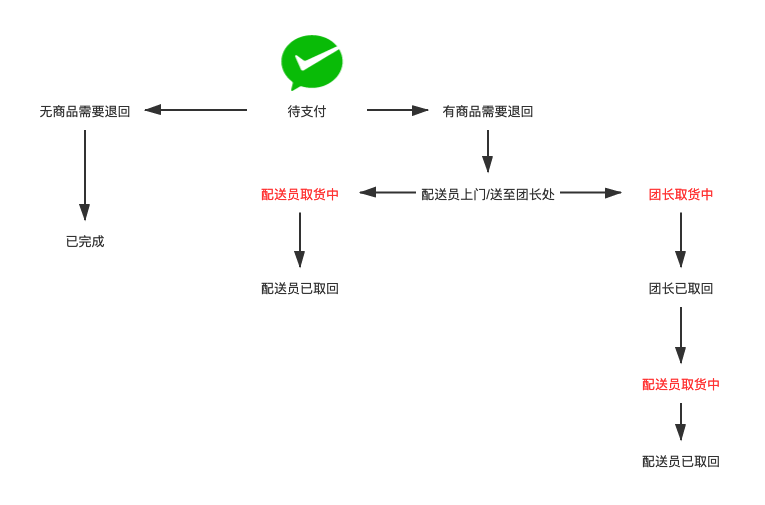 无商品需要退回
待支付
有商品需要退回
配送员取货中
配送员上门/送至团长处
团长取货中
已完成
配送员已取回
团长已取回
配送员取货中
配送员已取回